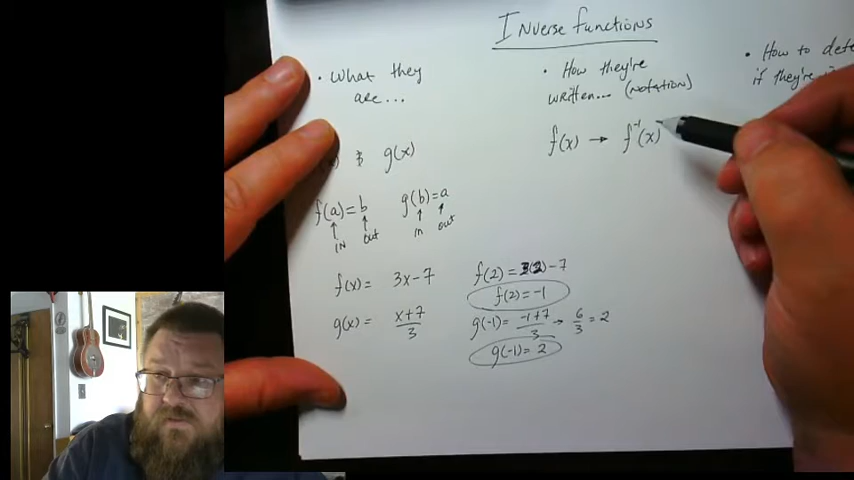 Inverse Functions
• What they
are...
• How they're
written... (notation)
• How to
if they're
& g(x)
f(x) → f⁻¹(x)
f(a)=b g(b)=a
↑ ↑ ↑ ↑
in out in out
f(x) = 3x-7
f(2) = 3(2)-7
f(2) = -1
g(x) = x+7/3
g(-1) = -1+7/3 → 6/3 = 2
g(-1) = 2